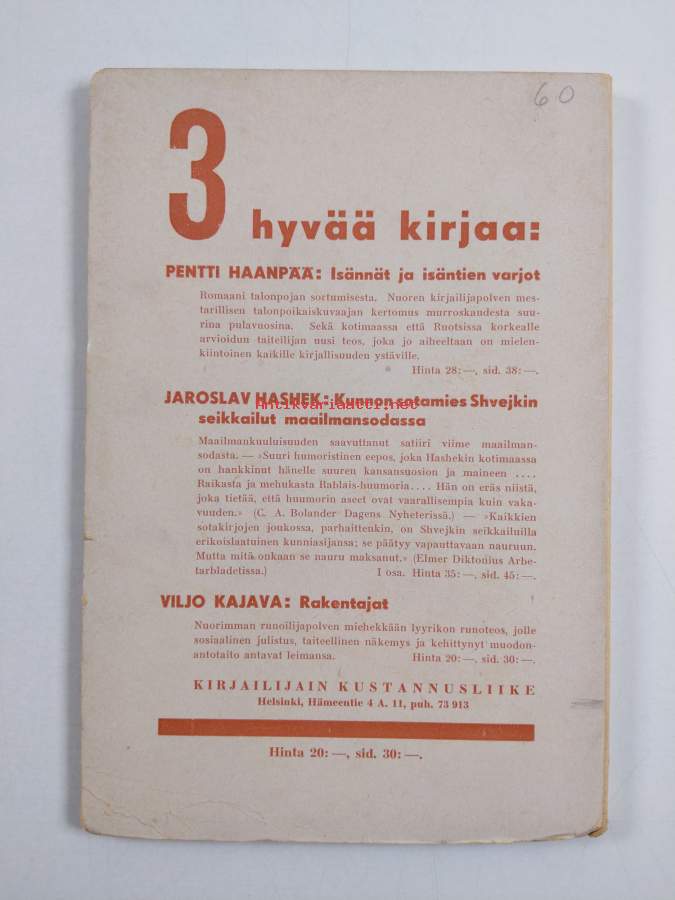 60
3
hyvää kirjaa:
PENTTI HAANPÄÄ: Isännät ja isäntien varjot
Romaani talonpojan sortumisesta. Nuoren kirjailijapolven mes-
tarillisen talonpoikaiskuvaajan kertomus murroskaudesta suu-
rina pulavuosina. Sekä kotimaassa että Ruotsissa korkealle
arvioidun taiteilijan uusi teos, joka jo aiheeltaan on mielen-
kiintoinen kaikille kirjallisuuden ystäville.
Hinta 28:—, sid. 38:—.
JAROSLAV HASHEK: Kunnon sotamies Shvejkin
Antikvariaatti.net
seikkailut maailmansodassa
Maailmankuuluisuuden saavuttanut satiiri viime maailman-
sodasta. — »Suuri humoristinen eepos, joka Hashekin kotimaassa
on hankkinut hänelle suuren kansansuosion ja maineen ....
Raikasta ja mehukasta Rablais-huumoria.... Hän on eräs niistä,
joka tietää, että huumorin aseet ovat vaarallisempia kuin vaka-
vuuden.» (C. A. Bolander Dagens Nyheterissä.) — »Kaikkien
sotakirjojen joukossa, parhaittenkin, on Shvejkin seikkailuilla
erikoislaatuinen kunniasijansa; se päätyy vapauttavaan nauruun.
Mutta mitä onkaan se nauru maksanut.» (Elmer Diktonius Arbe-
tarbladetissa.) I osa. Hinta 35:—, sid. 45:—.
VILJO KAJAVA: Rakentajat
Nuorimman runoilijapolven miehekkään lyyrikon runoteos, jolle
sosiaalinen julistus, taiteellinen näkemys ja kehittynyt muodon-
antotaito antavat leimansa. Hinta 20:—, sid. 30:—.
KIRJAILIJAIN KUSTANNUSLIIKE
Helsinki, Hämeentie 4 A. 11, puh. 73 913
Hinta 20:—, sid. 30:—.